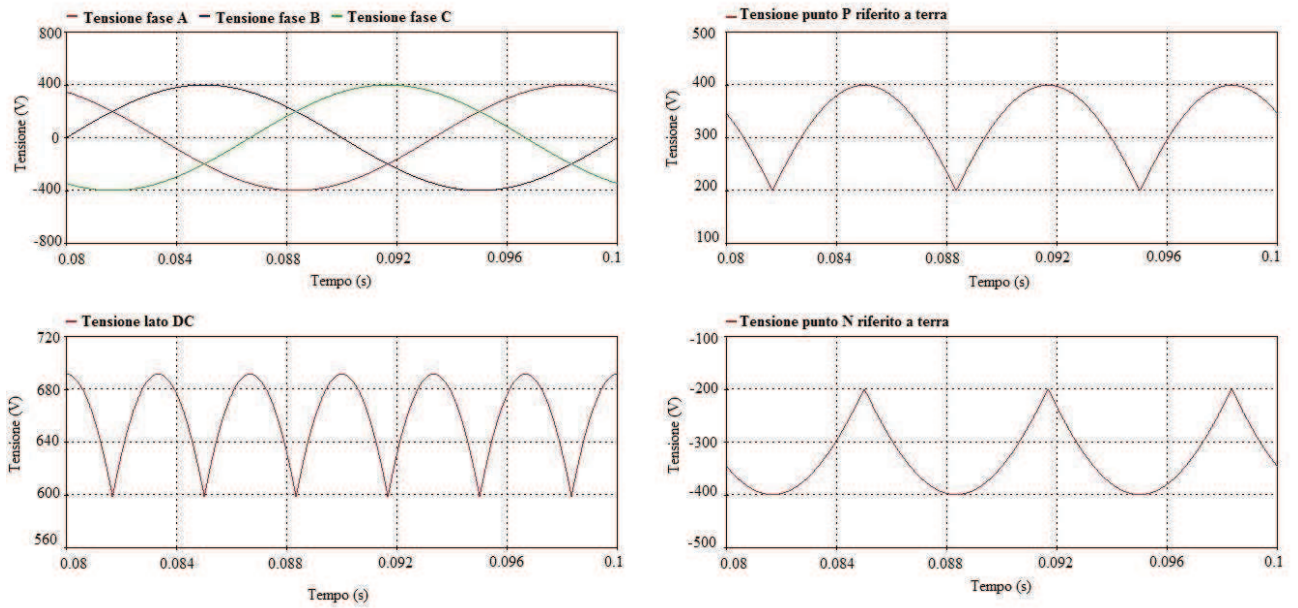 Tensione fase A Tensione fase B Tensione fase C
Tensione (V)
800
400
0
-400
-800
0.08 0.084 0.088 0.092 0.096 0.1
Tempo (s)
Tensione punto P riferito a terra
Tensione (V)
500
400
300
200
100
0.08 0.084 0.088 0.092 0.096 0.1
Tempo (s)
Tensione lato DC
Tensione (V)
720
680
640
600
560
0.08 0.084 0.088 0.092 0.096 0.1
Tempo (s)
Tensione punto N riferito a terra
Tensione (V)
-100
-200
-300
-400
-500
0.08 0.084 0.088 0.092 0.096 0.1
Tempo (s)